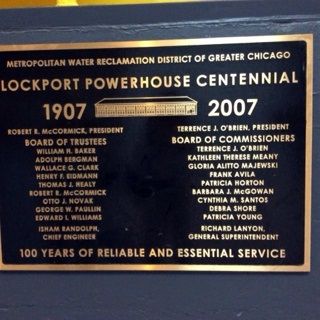 METROPOLITAN WATER RECLAMATION DISTRICT OF GREATER CHICAGO
LOCKPORT POWERHOUSE CENTENNIAL
1907 2007
ROBERT R. McCORMICK, PRESIDENT
BOARD OF TRUSTEES
WILLIAM H. BAKER
ADOLPH BERGMAN
WALLACE G. CLARK
HENRY F. EIDMANN
THOMAS J. HEALY
ROBERT R. McCORMICK
OTTO J. NOVAK
GEORGE W. PAULLIN
EDWARD I. WILLIAMS
ISHAM RANDOLPH,
CHIEF ENGINEER
TERRENCE J. O'BRIEN, PRESIDENT
BOARD OF COMMISSIONERS
TERRENCE J. O'BRIEN
KATHLEEN THERESE MEANY
GLORIA ALITTO MAJEWSKI
FRANK AVILA
PATRICIA HORTON
BARBARA J. McGOWAN
CYNTHIA M. SANTOS
DEBRA SHORE
PATRICIA YOUNG
RICHARD LANYON,
GENERAL SUPERINTENDENT
100 YEARS OF RELIABLE AND ESSENTIAL SERVICE